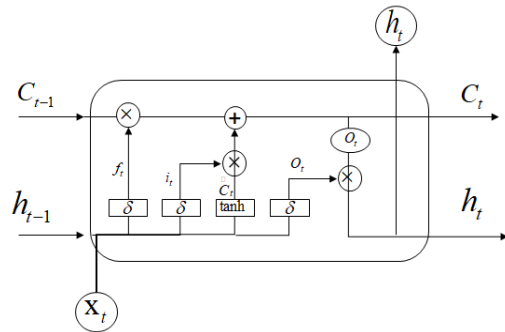 h_t
C_{t-1}
C_t
× + O_t
f_t i_t × O_t ×
C_t
h_{t-1} δ δ tanh δ h_t
x_t